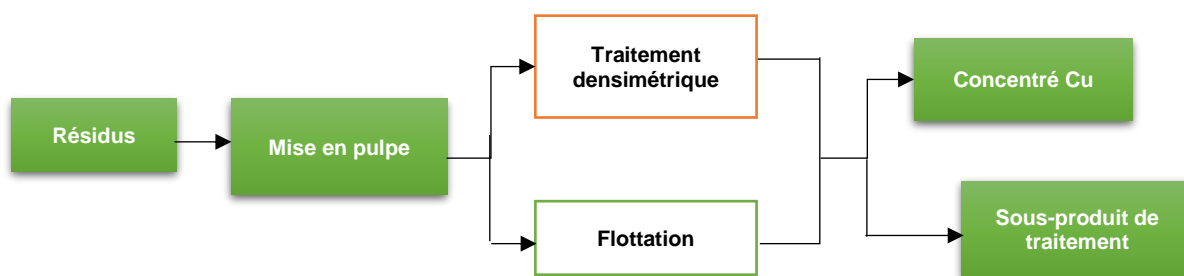 Résidus
Mise en pulpe
Traitement
densimétrique
Flottation
Concentré Cu
Sous-produit de
traitement